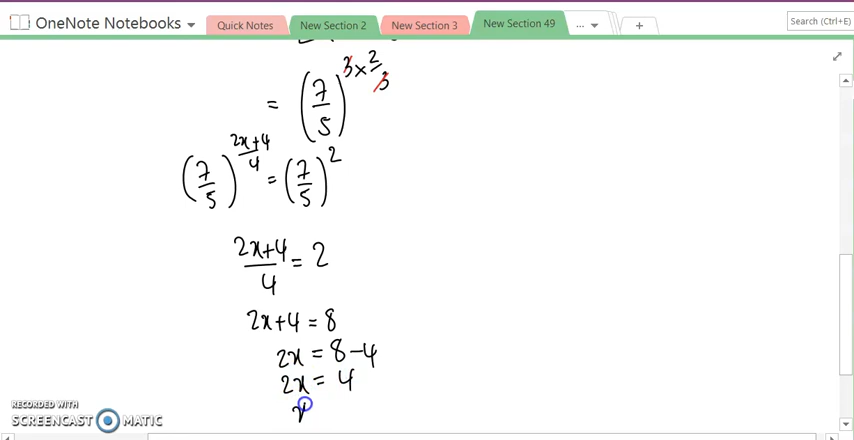 OneNote Notebooks Quick Notes New Section 2 New Section 3 New Section 49 ... + Search (Ctrl+E)
= (7/5)^(3×2/3)
(7/5)^((2x+4)/4) = (7/5)^2
(2x+4)/4 = 2
2x+4 = 8
2x = 8-4
2x = 4
RECORDED WITH
SCREENCAST MATIC